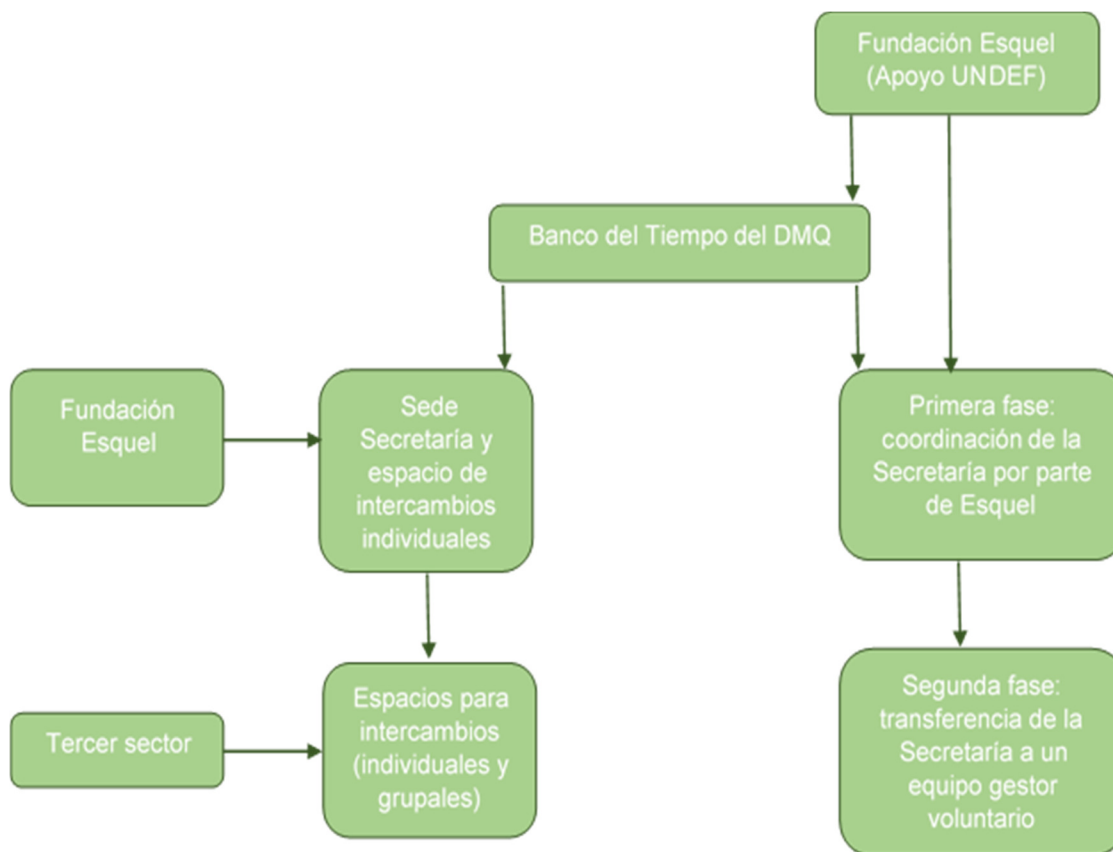 Fundación Esquel
(Apoyo UNDEF)
Banco del Tiempo del DMQ
Fundación
Esquel
Sede
Secretaría y
espacio de
intercambios
individuales
Primera fase:
coordinación de la
Secretaría por parte
de Esquel
Tercer sector
Espacios para
intercambios
(individuales y
grupales)
Segunda fase:
transferencia de la
Secretaría a un
equipo gestor
voluntario